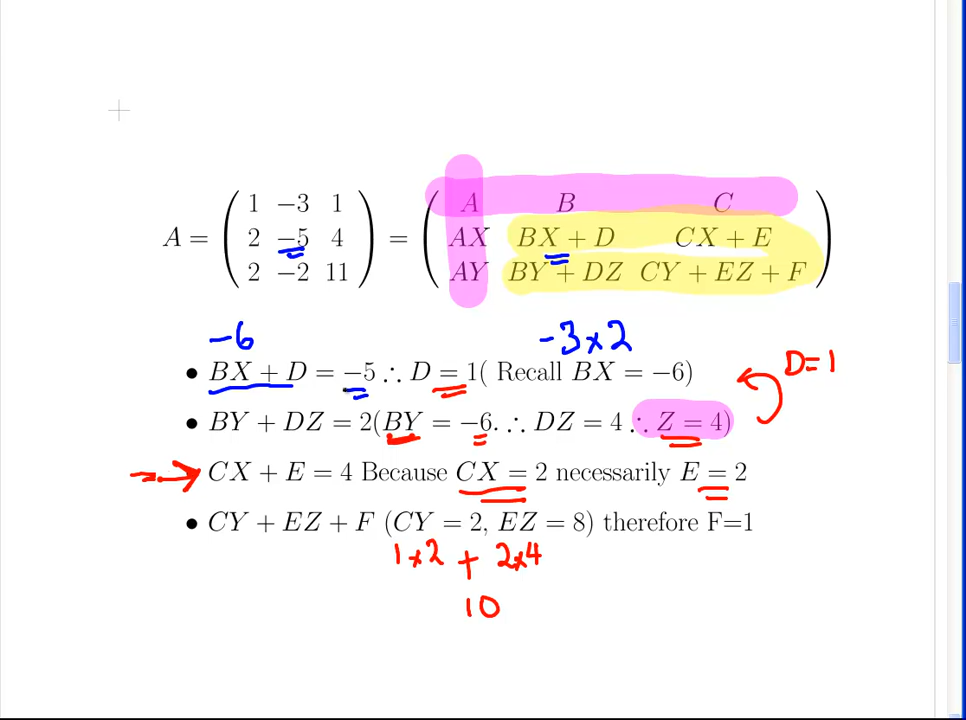 1 −3 1 A B C
A = 2 −5 4 = AX BX + D CX + E
2 −2 11 AY BY + DZ CY + EZ + F
−6 −3×2
D=1
• BX + D = −5 ∴ D = 1( Recall BX = −6)
• BY + DZ = 2(BY = −6. ∴ DZ = 4 ∴ Z = 4)
CX + E = 4 Because CX = 2 necessarily E = 2
• CY + EZ + F (CY = 2, EZ = 8) therefore F=1
1×2 + 2×4
10